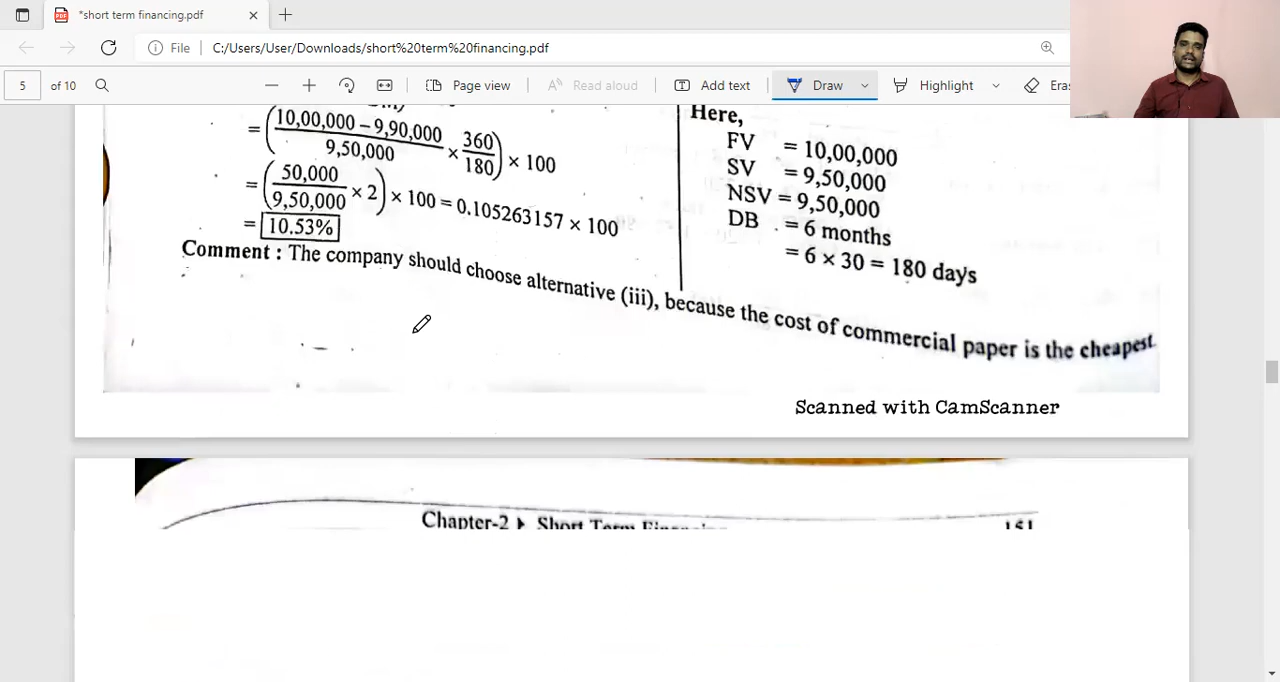 *short term financing.pdf
File
C:/Users/User/Downloads/short%20term%20financing.pdf
5 of 10
Page view
Read aloud
Add text
Draw
Highlight
= (10,00,000 – 9,90,000 / 9,50,000 × 360 / 180) × 100
= (50,000 / 9,50,000 × 2) × 100 = 0.105263157 × 100
= 10.53%
Here,
FV = 10,00,000
SV = 9,50,000
NSV = 9,50,000
DB = 6 months
= 6 × 30 = 180 days
Comment : The company should choose alternative (iii), because the cost of commercial paper is the cheapest
Scanned with CamScanner
Chapter-2 ▶ Short Term Financing
151